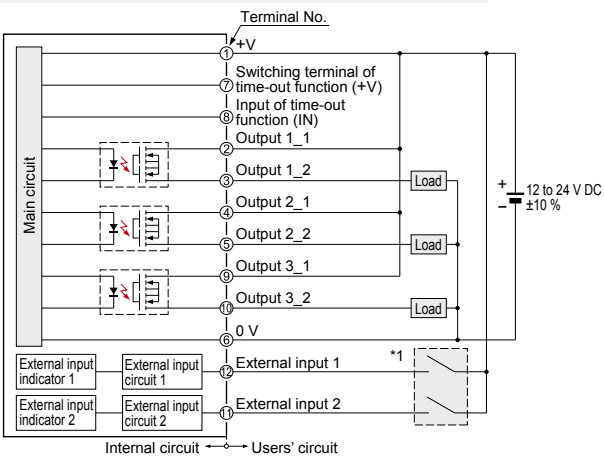 Terminal No.
① +V
⑦ Switching terminal of
time-out function (+V)
⑧ Input of time-out
function (IN)
② Output 1_1
③ Output 1_2
④ Output 2_1
⑤ Output 2_2
⑨ Output 3_1
⑩ Output 3_2
⑥ 0 V
⑫ External input 1
⑪ External input 2
Main circuit
Load
Load
Load
+
12 to 24 V DC
−
±10 %
*1
External input
indicator 1
External input
circuit 1
External input
indicator 2
External input
circuit 2
Internal circuit
Users' circuit